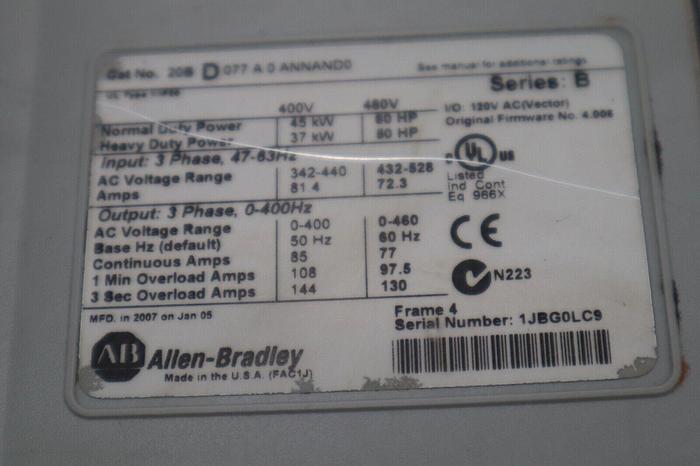 Cat No. 20B D 077 A 0 ANNAND0
See manual for additional ratings
UL Type
Series: B
400V 480V
I/O: 120V AC(Vector)
Normal Duty Power 45 kW 60 HP
Original Firmware No. 4.006
Heavy Duty Power 37 kW 50 HP
Input: 3 Phase, 47-63Hz
C UL US
AC Voltage Range 342-440 432-528
Listed
Amps 81.4 72.3
Ind Cont
Eq 966X
Output: 3 Phase, 0-400Hz
AC Voltage Range 0-400 0-460
CE
Base Hz (default) 50 Hz 60 Hz
Continuous Amps 85 77
1 Min Overload Amps 108 97.5
N223
3 Sec Overload Amps 144 130
MFD. in 2007 on Jan 05
Frame 4
Serial Number: 1JBG0LC9
AB Allen-Bradley
Made in the U.S.A. (FAC1J)